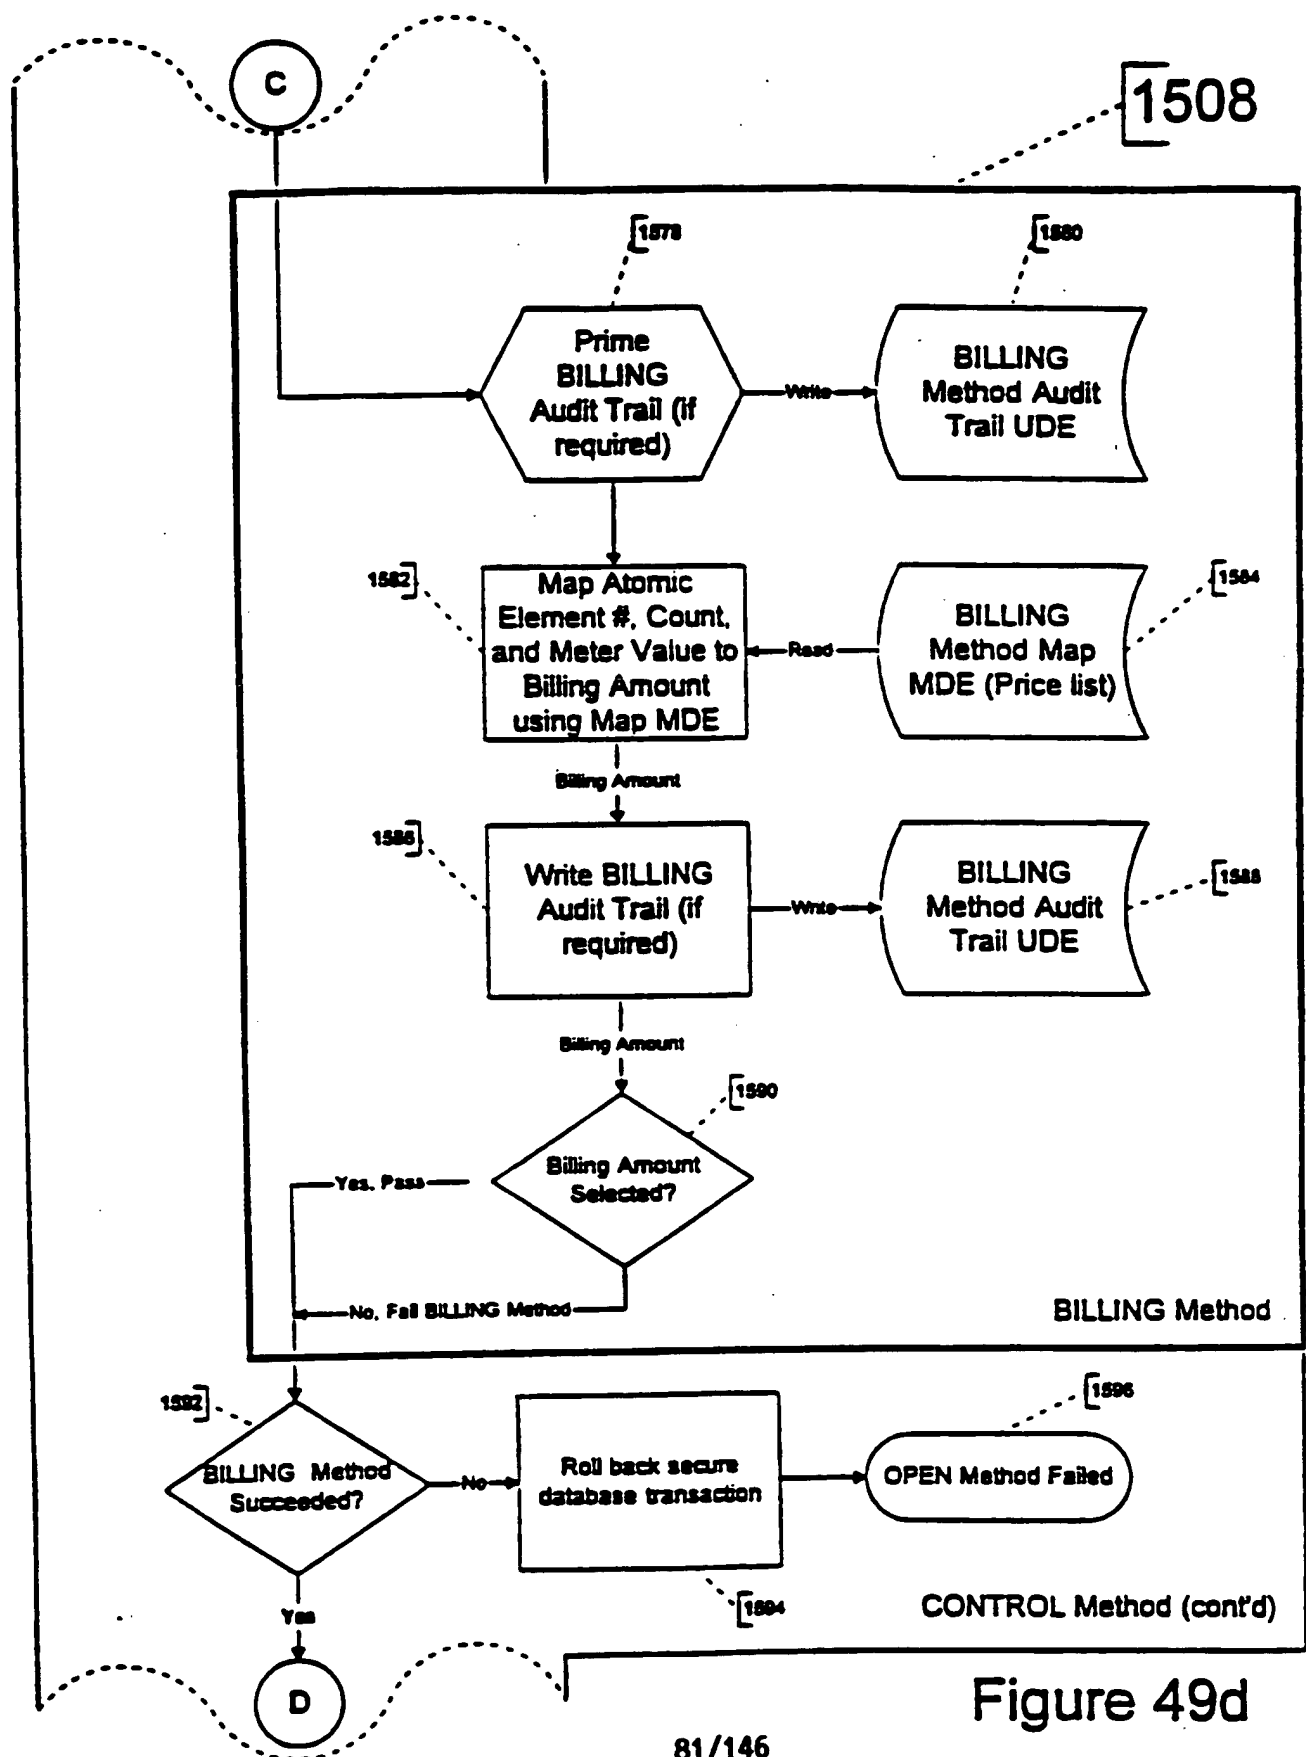 C
1508
1578
1580
Prime
BILLING
Audit Trail (if
required)
Write
BILLING
Method Audit
Trail UDE
1582
Map Atomic
Element #, Count,
and Meter Value to
Billing Amount
using Map MDE
Read
BILLING
Method Map
MDE (Price list)
1584
Billing Amount
1586
Write BILLING
Audit Trail (if
required)
Write
BILLING
Method Audit
Trail UDE
1588
Billing Amount
1590
Billing Amount
Selected?
Yes, Pass
No, Fail BILLING Method
BILLING Method
1592
BILLING Method
Succeeded?
No
Roll back secure
database transaction
1594
OPEN Method Failed
1596
Yes
CONTROL Method (cont'd)
D
Figure 49d
81/146